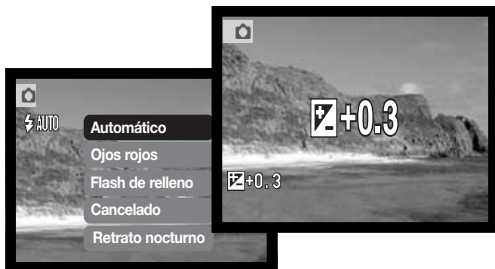 AUTO
Automático
Ojos rojos
Flash de relleno
Cancelado
Retrato nocturno
+0.3
+0.3